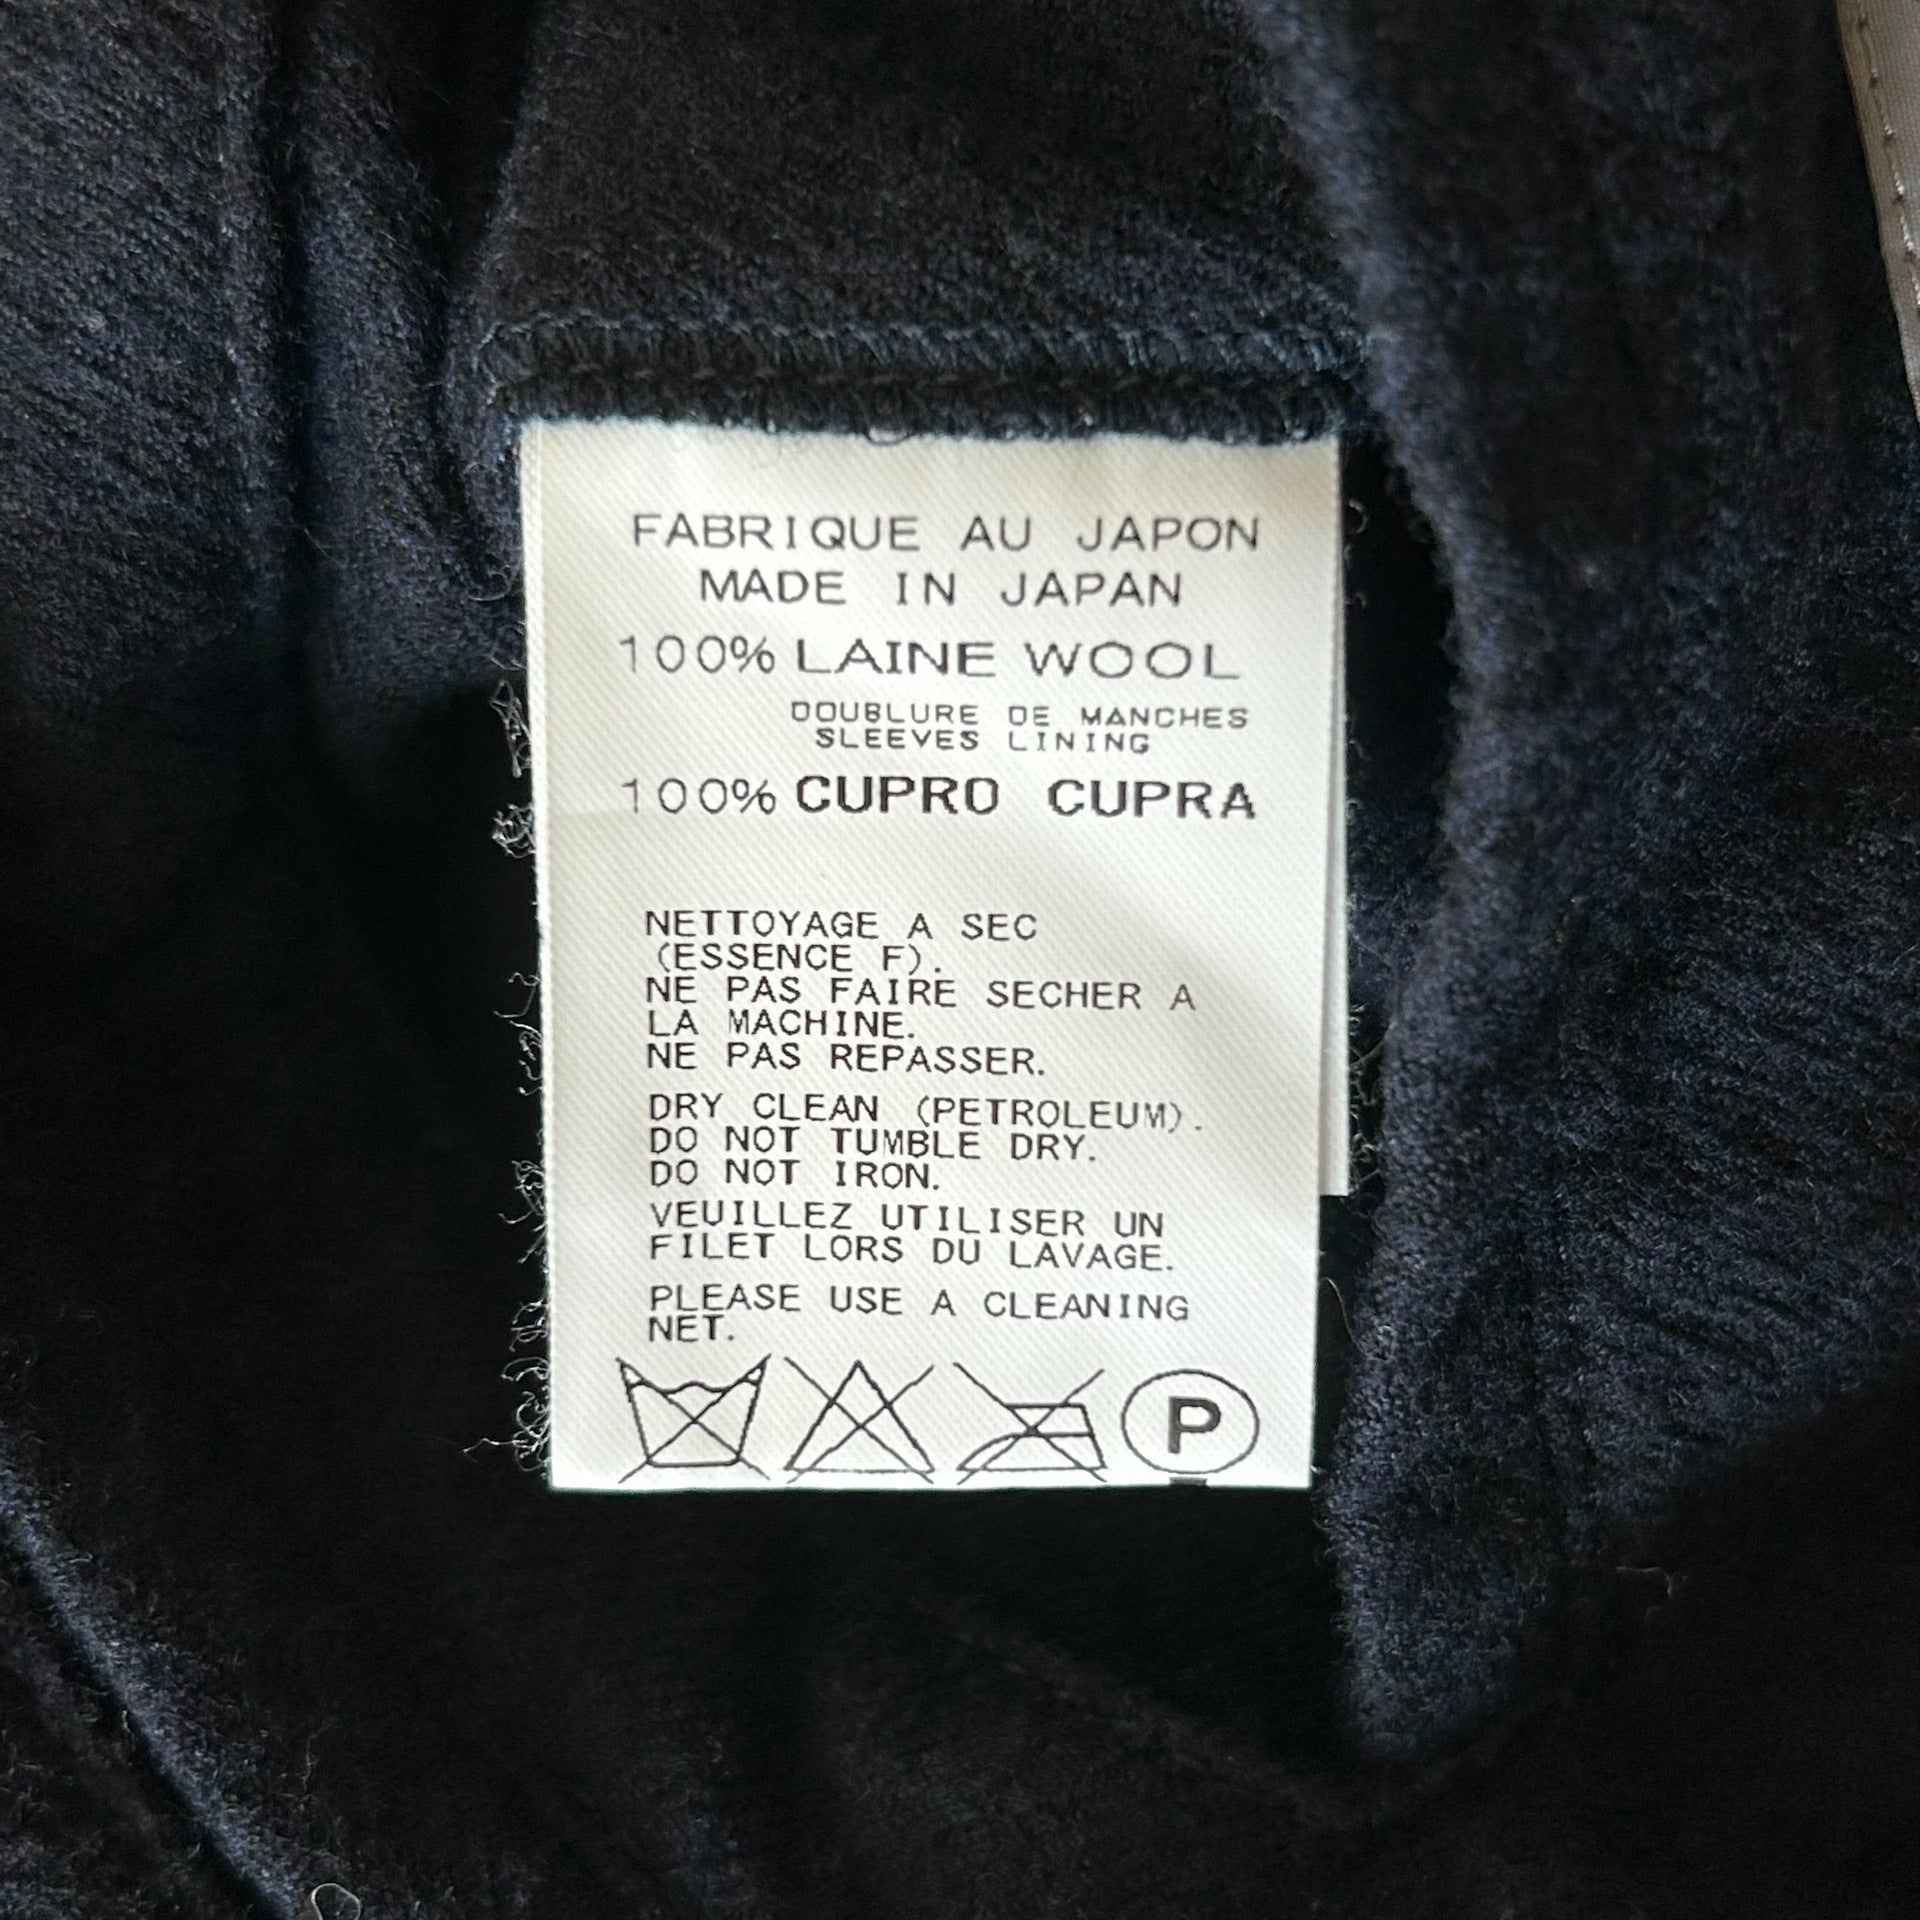 FABRIQUE AU JAPON
MADE IN JAPAN
100% LAINE WOOL
DOUBLURE DE MANCHES
SLEEVES LINING
100% CUPRO CUPRA
NETTOYAGE A SEC
(ESSENCE F).
NE PAS FAIRE SECHER A
LA MACHINE.
NE PAS REPASSER.
DRY CLEAN (PETROLEUM).
DO NOT TUMBLE DRY.
DO NOT IRON.
VEUILLEZ UTILISER UN
FILET LORS DU LAVAGE.
PLEASE USE A CLEANING
NET.
P